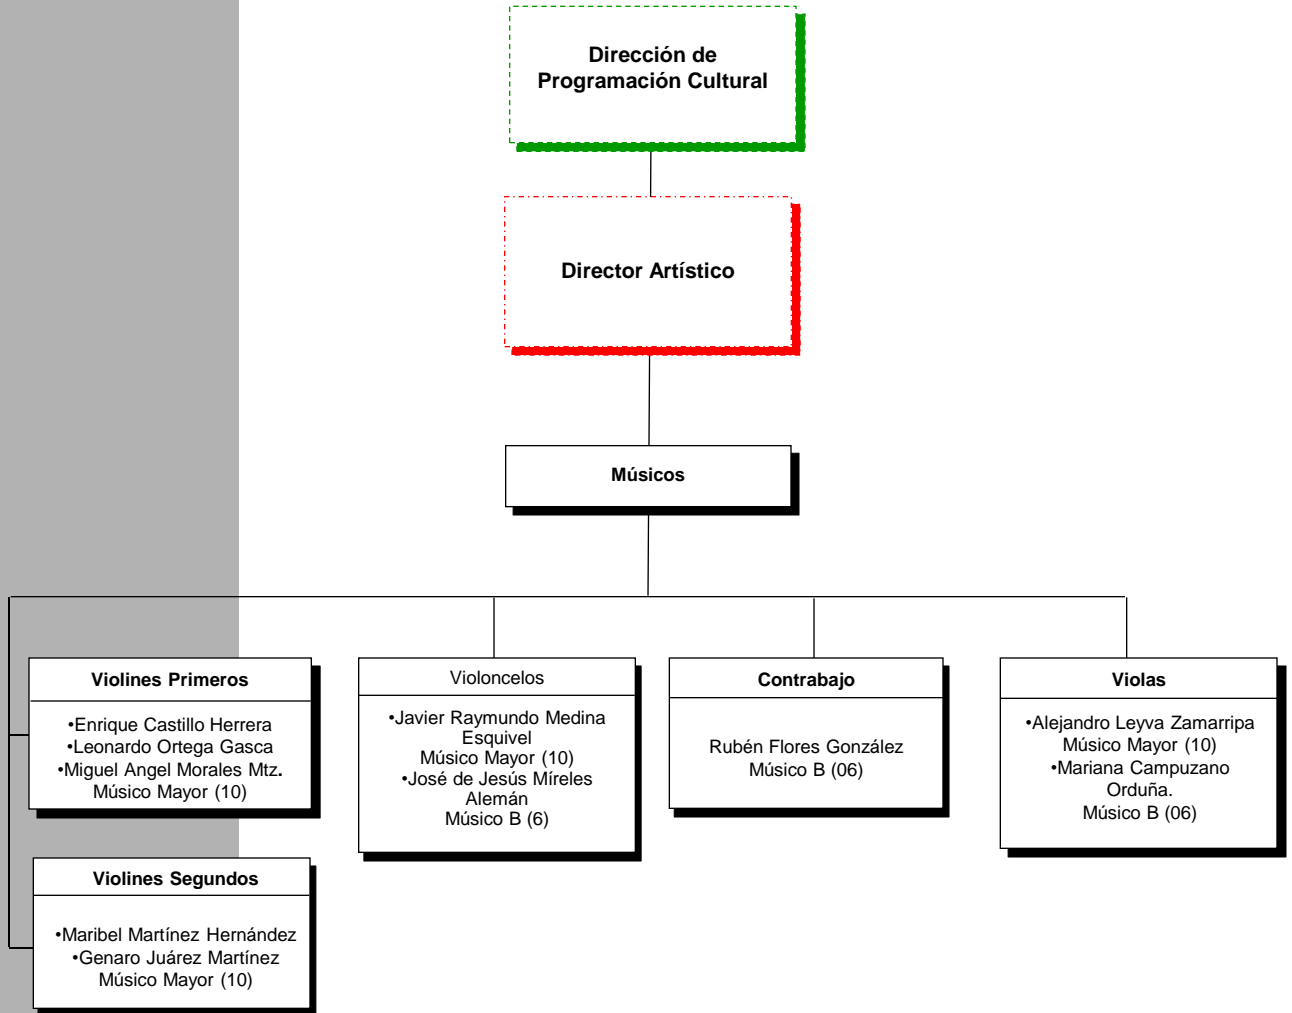 Dirección de
Programación Cultural
Director Artístico
Músicos
Violines Primeros
•Enrique Castillo Herrera
•Leonardo Ortega Gasca
•Miguel Angel Morales Mtz.
Músico Mayor (10)
Violines Segundos
•Maribel Martínez Hernández
•Genaro Juárez Martínez
Músico Mayor (10)
Violoncelos
•Javier Raymundo Medina
Esquivel
Músico Mayor (10)
•José de Jesús Míreles
Alemán
Músico B (6)
Contrabajo
Rubén Flores González
Músico B (06)
Violas
•Alejandro Leyva Zamarripa
Músico Mayor (10)
•Mariana Campuzano
Orduña.
Músico B (06)